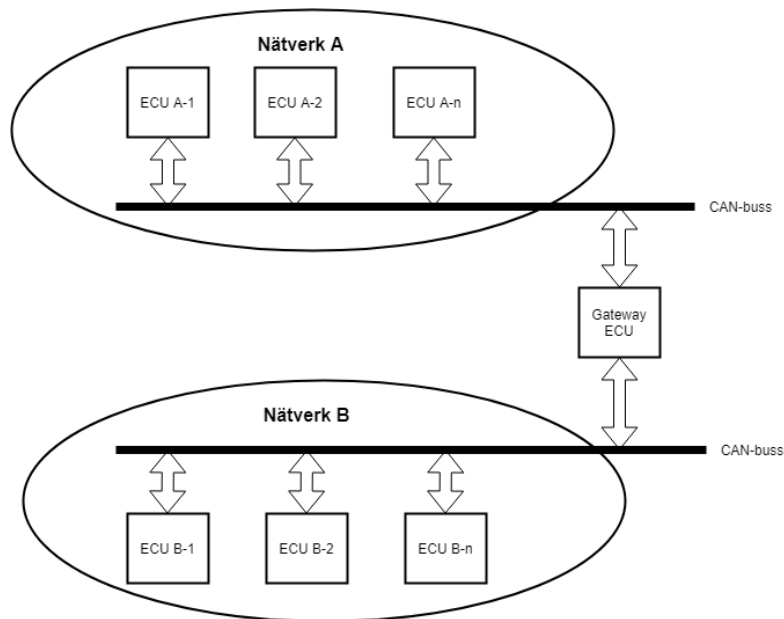 Nätverk A
ECU A-1
ECU A-2
ECU A-n
CAN-buss
Gateway
ECU
Nätverk B
CAN-buss
ECU B-1
ECU B-2
ECU B-n